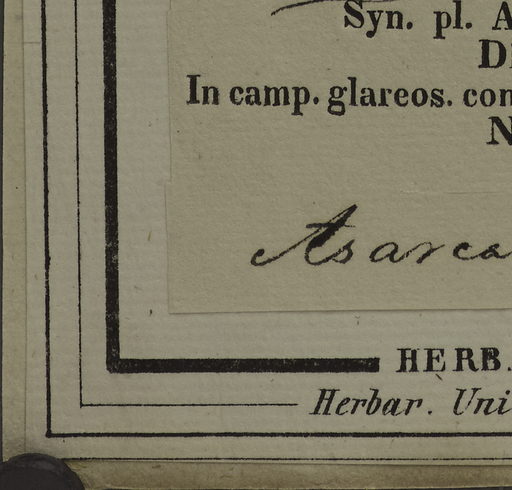 Syn. pl. A
D
In camp. glareos. con
N
Asarca
HERB.
Herbar. Uni